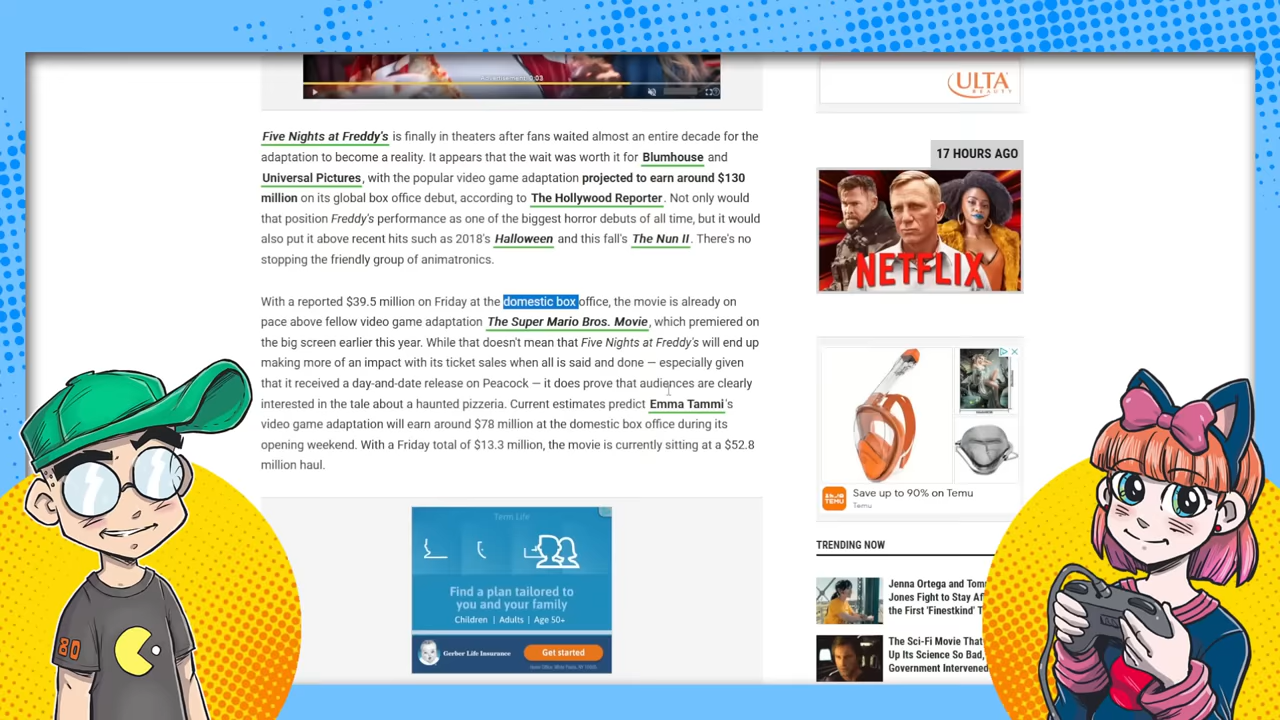 Advertisement: 0:03
Five Nights at Freddy's is finally in theaters after fans waited almost an entire decade for the
adaptation to become a reality. It appears that the wait was worth it for Blumhouse and
Universal Pictures, with the popular video game adaptation projected to earn around $130
million on its global box office debut, according to The Hollywood Reporter. Not only would
that position Freddy's performance as one of the biggest horror debuts of all time, but it would
also put it above recent hits such as 2018's Halloween and this fall's The Nun II. There's no
stopping the friendly group of animatronics.
With a reported $39.5 million on Friday at the domestic box office, the movie is already on
pace above fellow video game adaptation The Super Mario Bros. Movie, which premiered on
the big screen earlier this year. While that doesn't mean that Five Nights at Freddy's will end up
making more of an impact with its ticket sales when all is said and done — especially given
that it received a day-and-date release on Peacock — it does prove that audiences are clearly
interested in the tale about a haunted pizzeria. Current estimates predict Emma Tammi's
video game adaptation will earn around $78 million at the domestic box office during its
opening weekend. With a Friday total of $13.3 million, the movie is currently sitting at a $52.8
million haul.
Term Life
Find a plan tailored to
you and your family
Children | Adults | Age 50+
Gerber Life Insurance
Get started
ULTA
BEAUTY
17 HOURS AGO
NETFLIX
TEMU
Save up to 90% on Temu
Temu
TRENDING NOW
Jenna Ortega and Tom
Jones Fight to Stay
the First 'Finestkind'
The Sci-Fi Movie That
Up Its Science So Bad,
Government Intervened
80